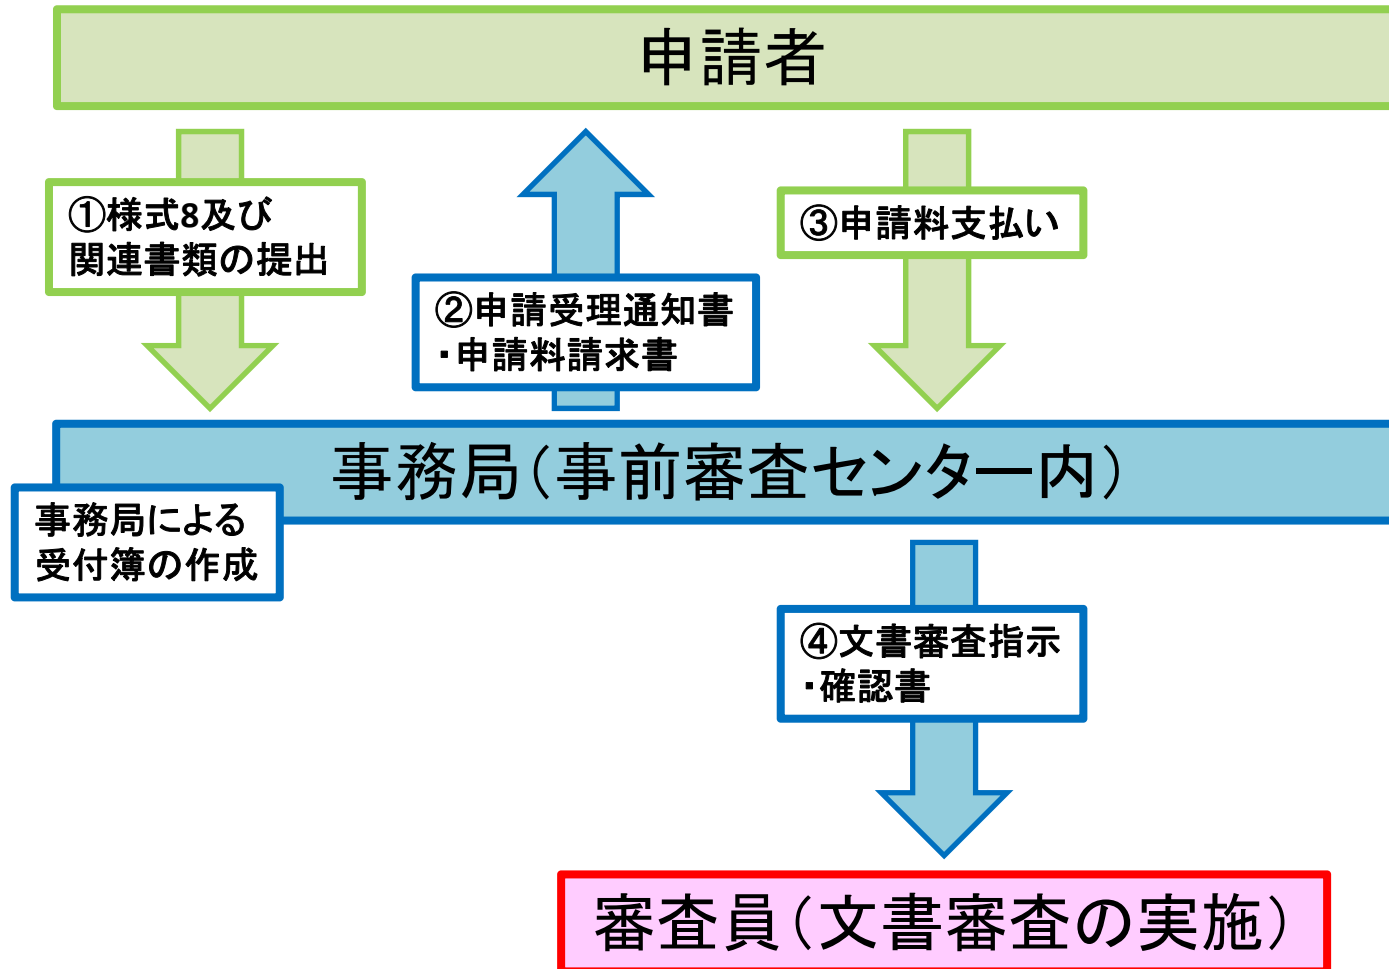 申請者
①様式8及び
関連書類の提出
②申請受理通知書
・申請料請求書
③申請料支払い
事務局（事前審査センター内）
事務局による
受付簿の作成
④文書審査指示
・確認書
審査員（文書審査の実施）